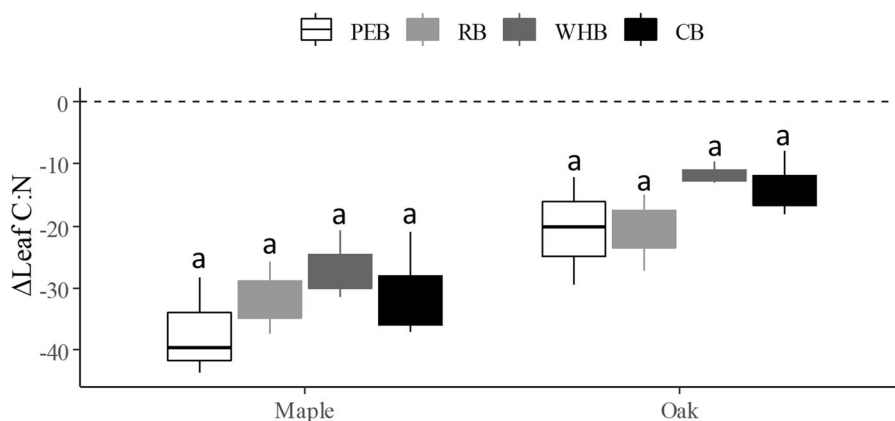 PEB RB WHB CB
ΔLeaf C:N
0
a a a a a a a a
-10
-20
-30
-40
Maple Oak